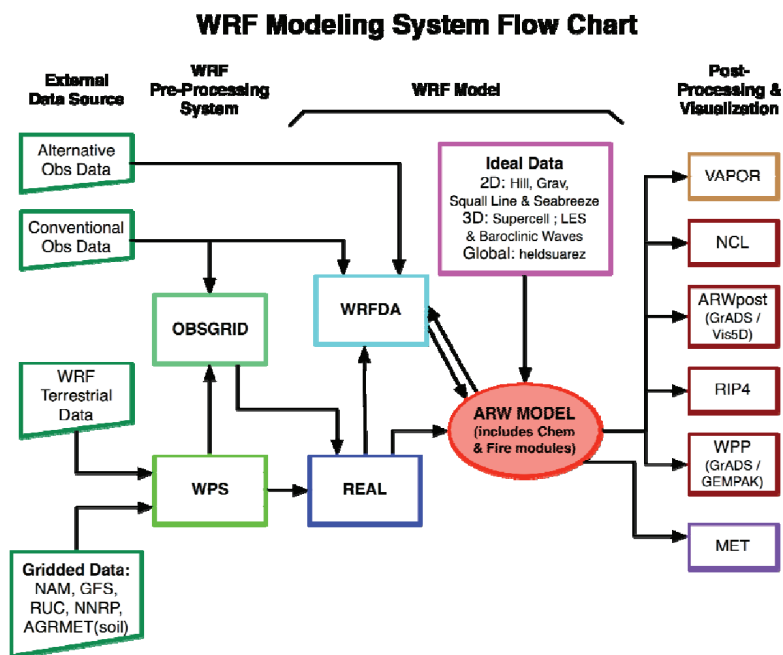 WRF Modeling System Flow Chart
External
Data Source
WRF
Pre-Processing
System
WRF Model
Post-
Processing &
Visualization
Alternative
Obs Data
Conventional
Obs Data
WRF
Terrestrial
Data
Gridded Data:
NAM, GFS,
RUC, NNRP,
AGRMET(soil)
OBSGRID
WPS
WRFDA
REAL
Ideal Data
2D: Hill, Grav,
Squall Line & Seabreeze
3D: Supercell ; LES
& Baroclinic Waves
Global: heldsuarez
ARW MODEL
(includes Chem
& Fire modules)
VAPOR
NCL
ARWpost
(GrADS /
Vis5D)
RIP4
WPP
(GrADS /
GEMPAK)
MET